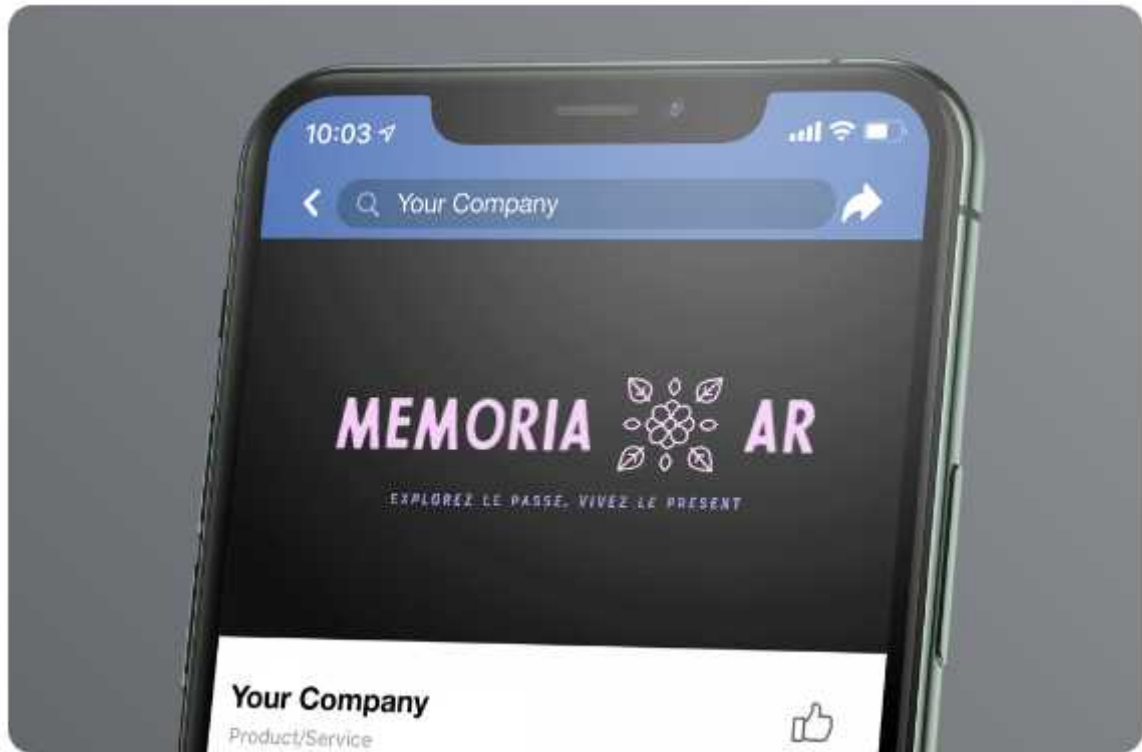 10:03
Your Company
MEMORIA AR
EXPLOREZ LE PASSE, VIVEZ LE PRESENT
Your Company
Product/Service